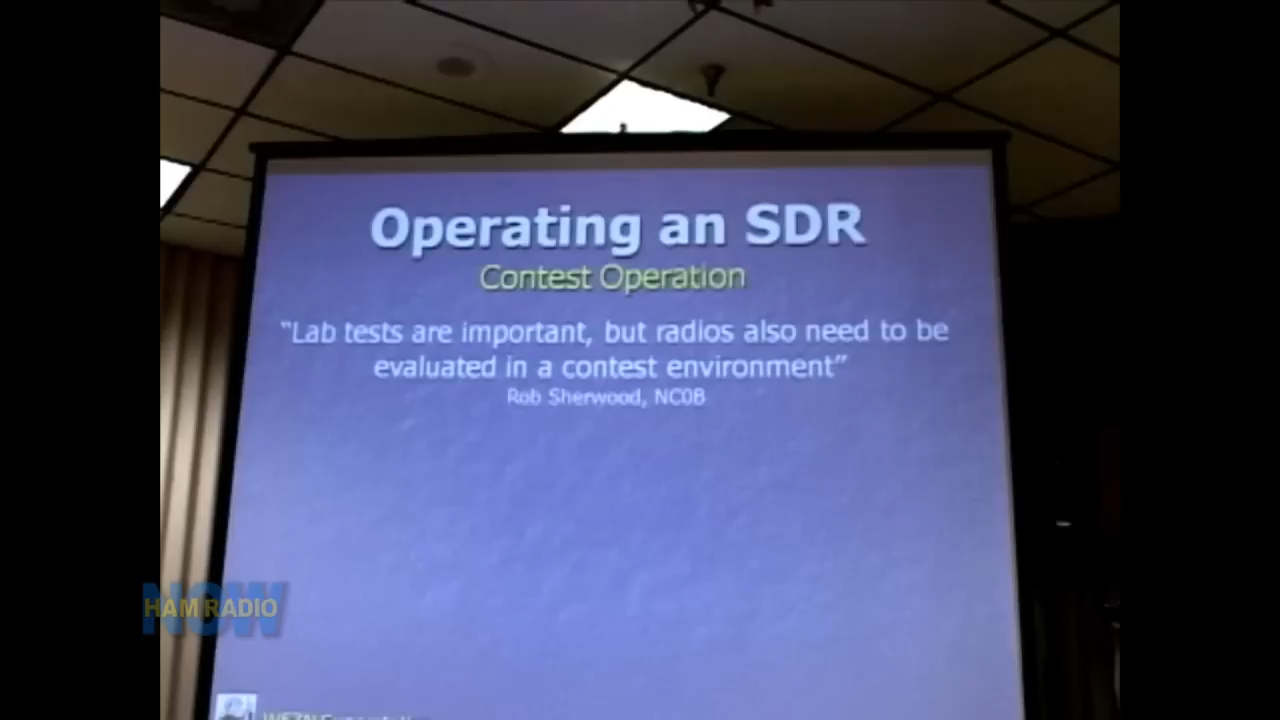 Operating an SDR
Contest Operation
“Lab tests are important, but radios also need to be
evaluated in a contest environment”
Rob Sherwood, NC0B
NOW
HAM RADIO